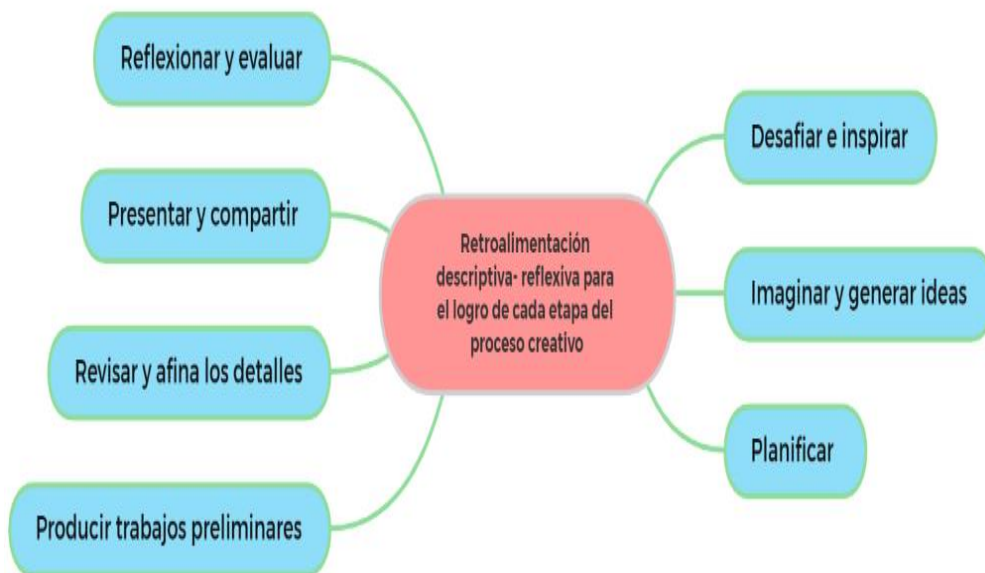 Reflexionar y evaluar
Presentar y compartir
Revisar y afina los detalles
Producir trabajos preliminares
Retroalimentación
descriptiva- reflexiva para
el logro de cada etapa del
proceso creativo
Desafiar e inspirar
Imaginar y generar ideas
Planificar